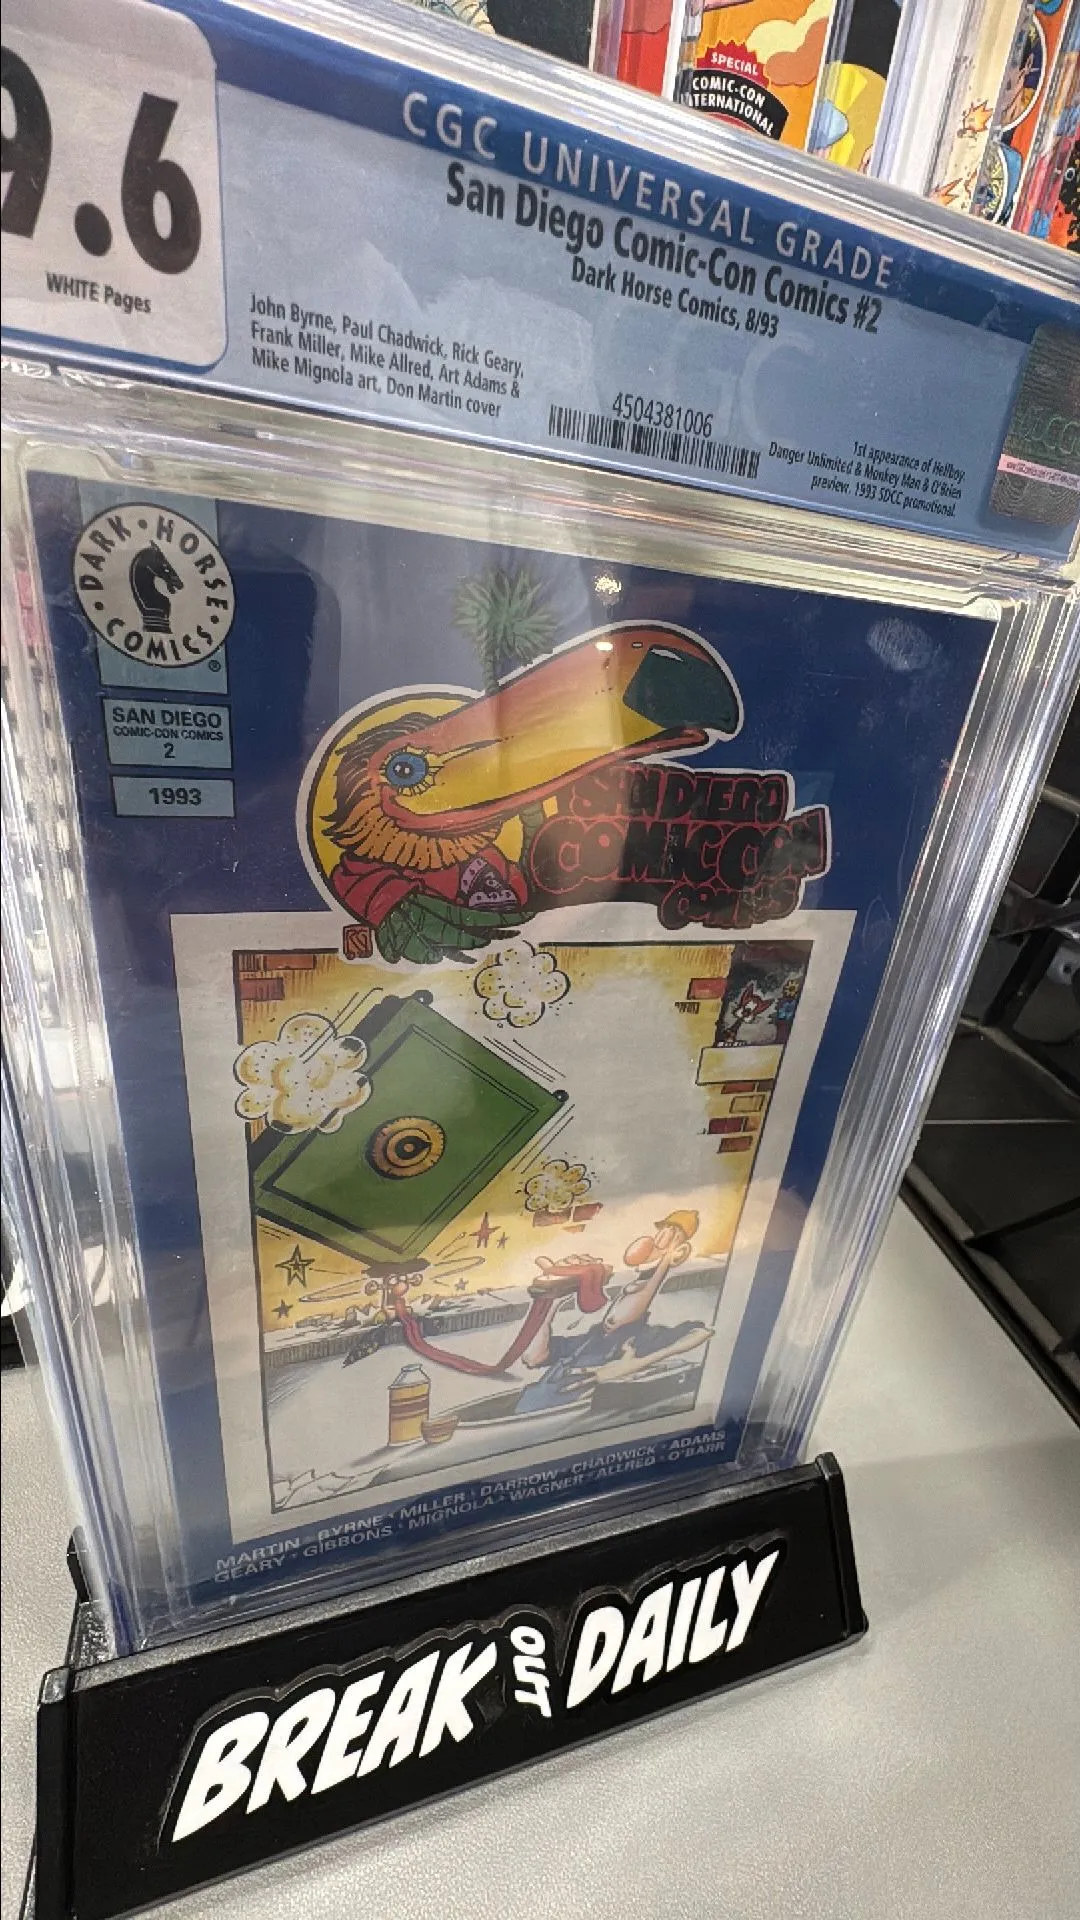 SPECIAL
COMIC-CON
INTERNATIONAL
9.6
WHITE Pages
CGC UNIVERSAL GRADE
San Diego Comic-Con Comics #2
Dark Horse Comics, 8/93
John Byrne, Paul Chadwick, Rick Geary,
Frank Miller, Mike Allred, Art Adams &
Mike Mignola art, Don Martin cover
4504381006
1st appearance of Hellboy.
Danger Unlimited & Monkey Man & O'Brien
preview. 1993 SDCC promotional.
DARK • HORSE
• COMICS •
®
SAN DIEGO
COMIC-CON COMICS
2
1993
SAN DIEGO
COMIC CON
COMICS
MARTIN • BYRNE • MILLER • DARROW • CHADWICK • ADAMS
GEARY • GIBBONS • MIGNOLA • WAGNER • ALLRED • O'BARR
BREAK OUT DAILY